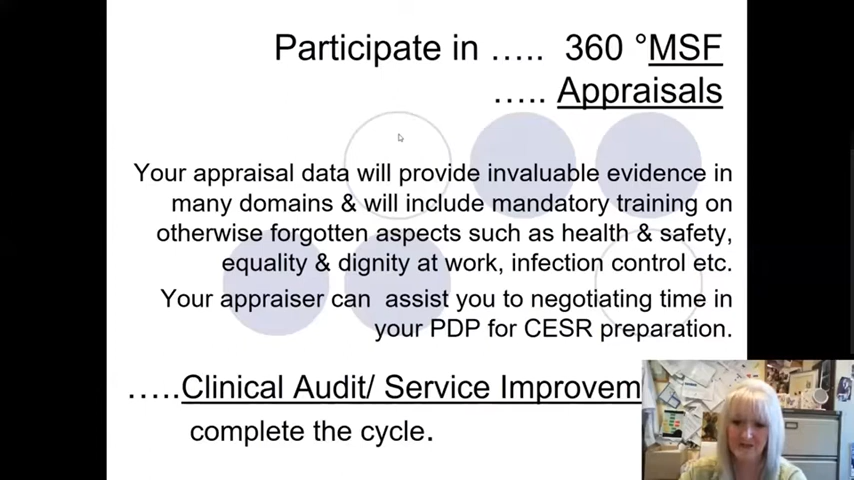 Participate in ..... 360 °MSF
..... Appraisals
Your appraisal data will provide invaluable evidence in
many domains & will include mandatory training on
otherwise forgotten aspects such as health & safety,
equality & dignity at work, infection control etc.
Your appraiser can assist you to negotiating time in
your PDP for CESR preparation.
.....Clinical Audit/ Service Improvem
complete the cycle.